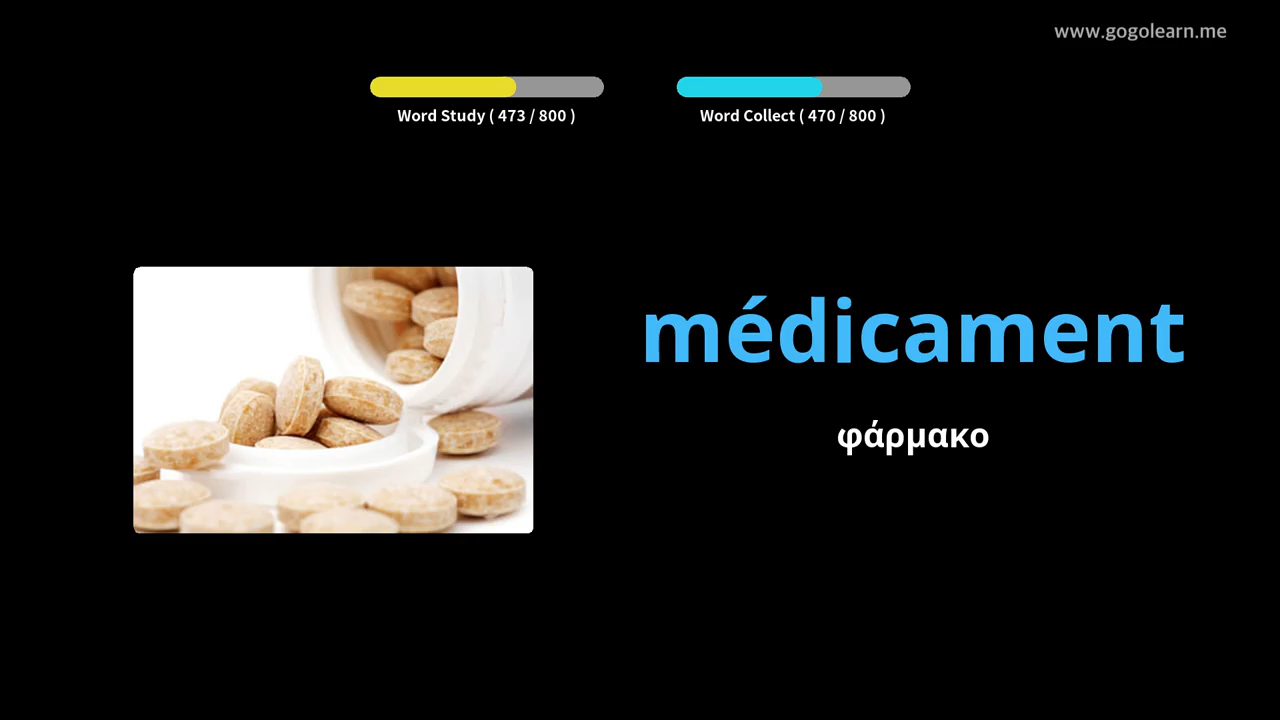 www.gogolearn.me
Word Study ( 473 / 800 )
Word Collect ( 470 / 800 )
médicament
φάρμακο